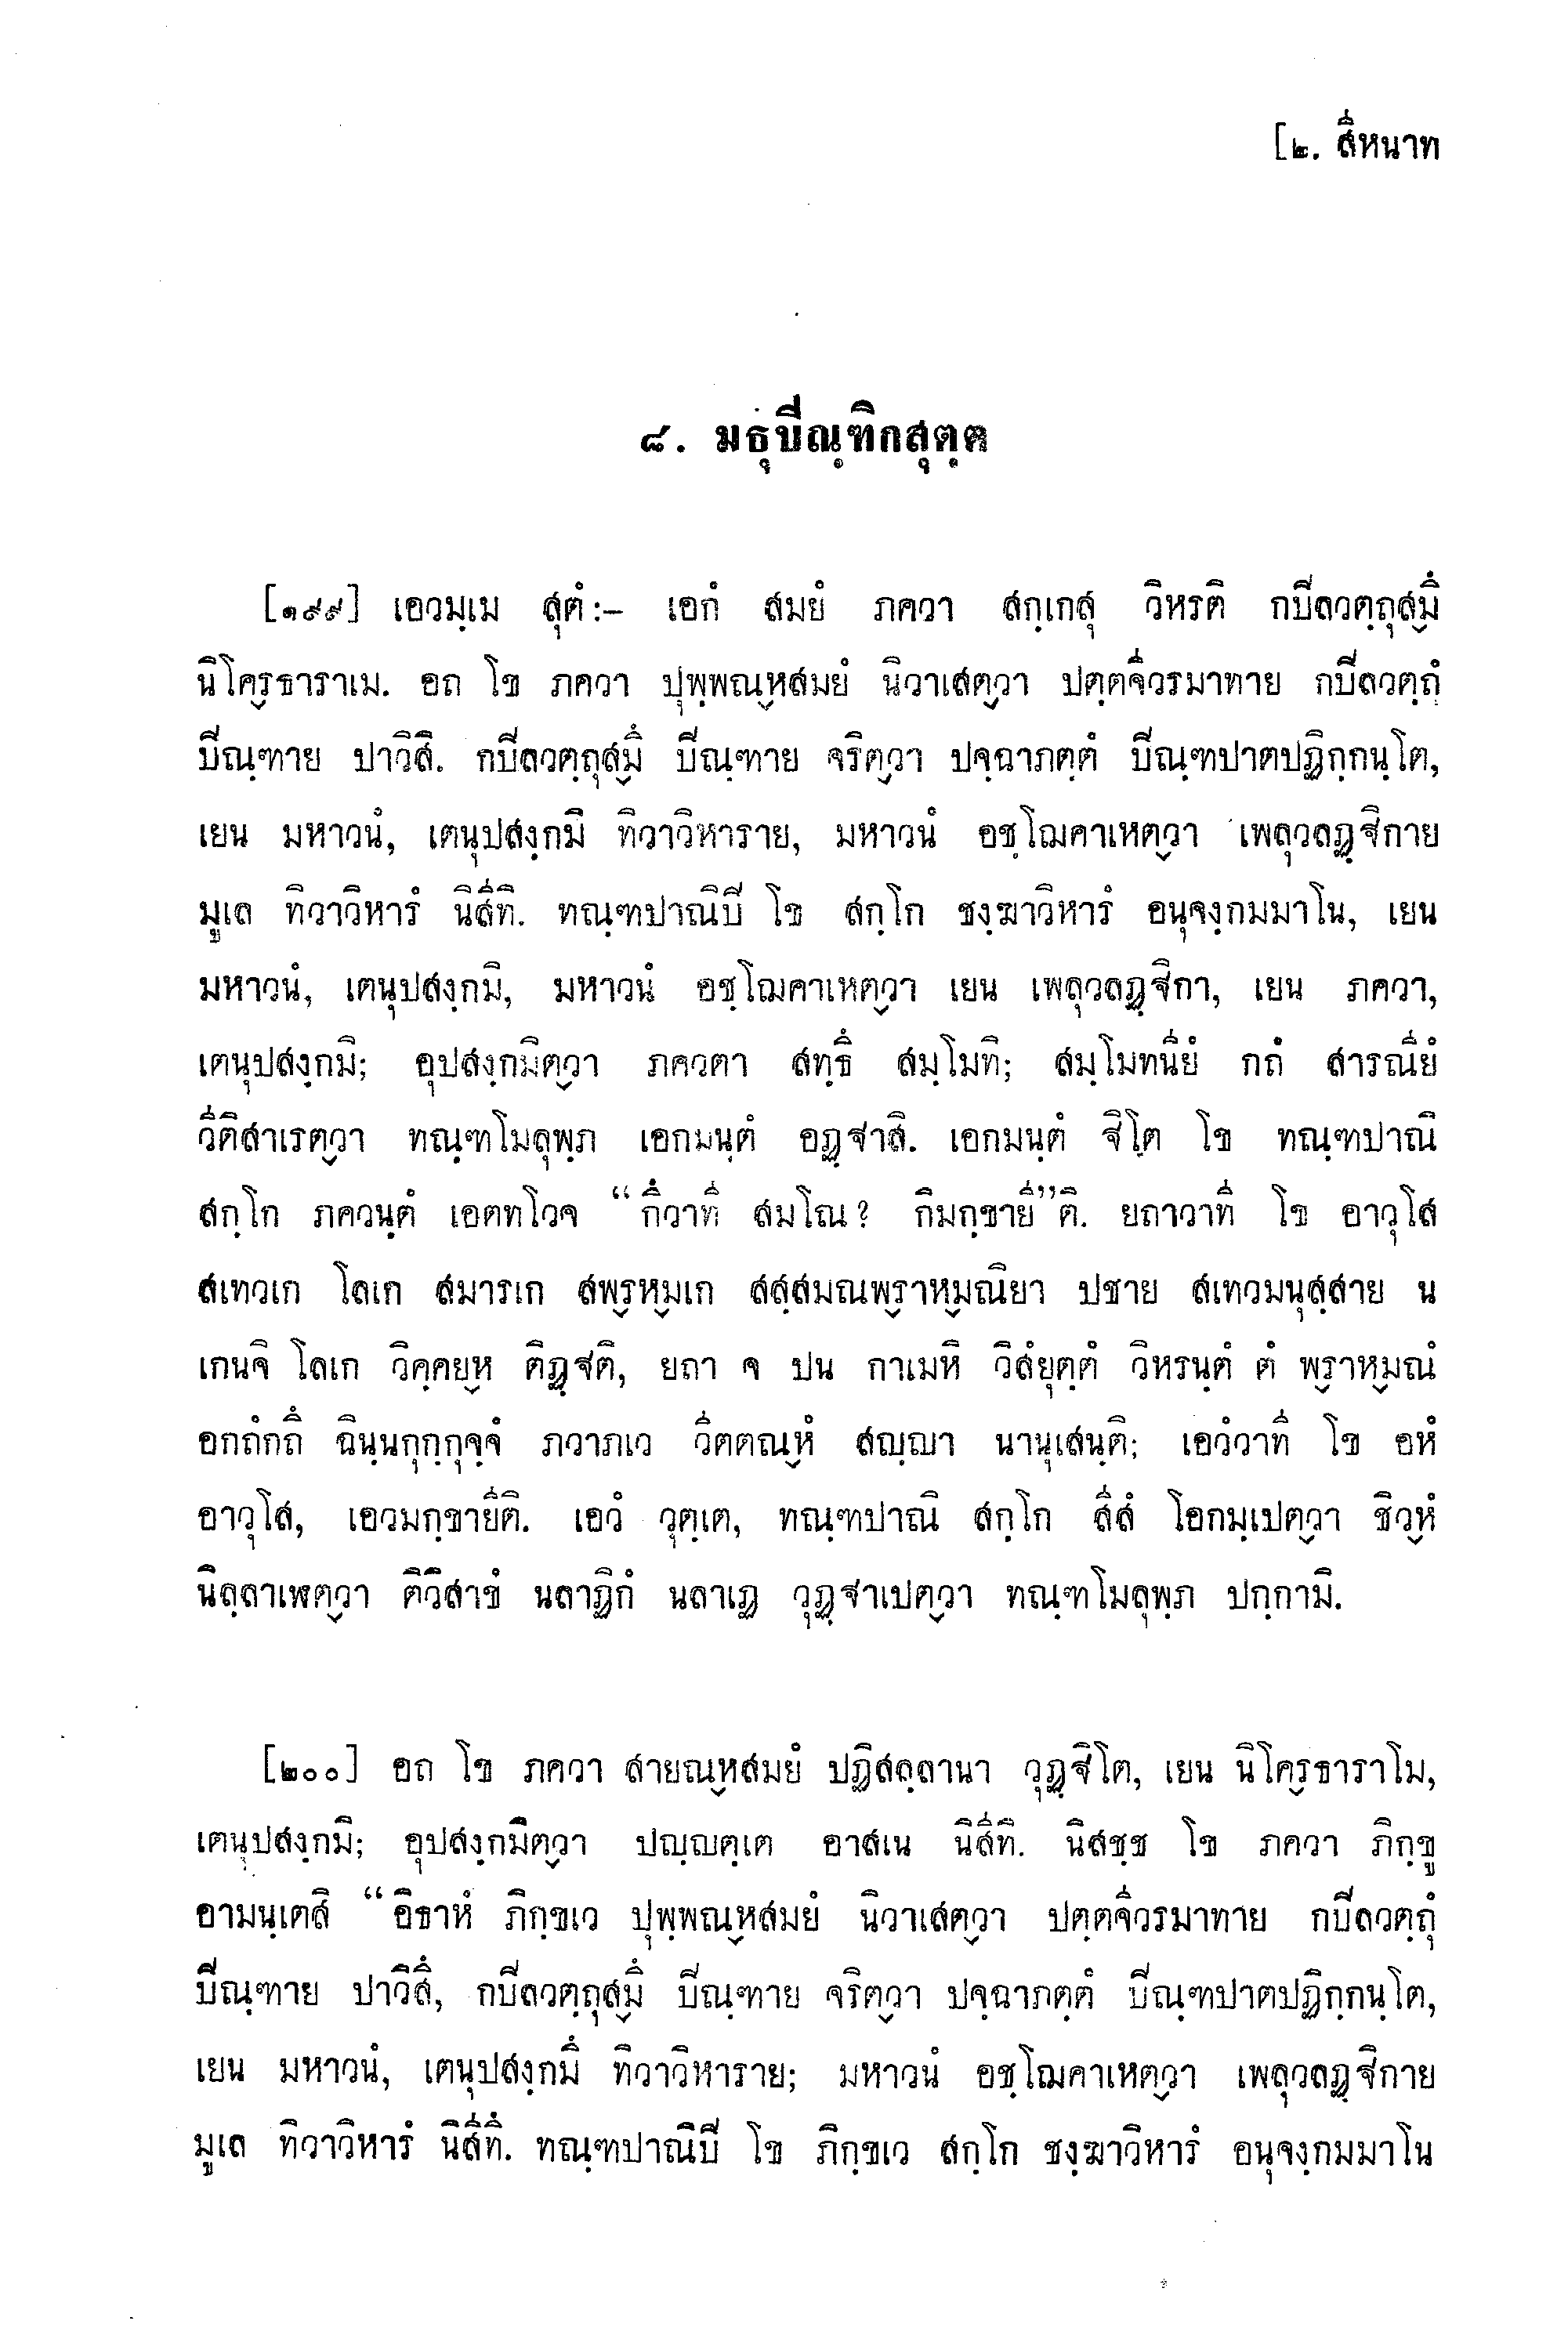 [๒. สีหนาท
๘. มธุปิณฺฑิกสุตฺต
[๑๙๙] เอวมฺเม สุตํ :– เอกํ สมยํ ภควา สกฺเกสุ วิหรติ กปิลวตฺถุสฺมึ
นิโคฺรธาราเม. อถ โข ภควา ปุพฺพณฺหสมยํ นิวาเสตฺวา ปตฺตจีวรมาทาย กปิลวตฺถุํ
ปิณฺฑาย ปาวิสิ. กปิลวตฺถุสฺมึ ปิณฺฑาย จริตฺวา ปจฺฉาภตฺตํ ปิณฺฑปาตปฏิกฺกนฺโต,
เยน มหาวนํ, เตนุปสงฺกมิ ทิวาวิหาราย, มหาวนํ อชฺโฌคาเหตฺวา เพลุวลฏฺฐิกาย
มูเล ทิวาวิหารํ นิสีทิ. ทณฺฑปาณิปิ โข สกฺโก ชงฺฆาวิหารํ อนุจงฺกมมาโน, เยน
มหาวนํ, เตนุปสงฺกมิ, มหาวนํ อชฺโฌคาเหตฺวา เยน เพลุวลฏฺฐิกา, เยน ภควา,
เตนุปสงฺกมิ; อุปสงฺกมิตฺวา ภควตา สทฺธึ สมฺโมทิ; สมฺโมทนียํ กถํ สารณียํ
วีติสาเรตฺวา ทณฺฑโมลุพฺภ เอกมนฺตํ อฏฺฐาสิ. เอกมนฺตํ ฐิโต โข ทณฺฑปาณิ
สกฺโก ภควนฺตํ เอตทโวจ “กึวาที สมโณ? กิมกฺขายี”ติ. ยถาวาที โข อาวุโส
สเทวเก โลเก สมารเก สพฺรหฺมเก สสฺสมณพฺราหฺมณิยา ปชาย สเทวมนุสฺสาย น
เกนจิ โลเก วิคฺคยฺห ติฏฺฐติ, ยถา จ ปน กาเมหิ วิสํยุตฺตํ วิหรนฺตํ ตํ พฺราหฺมณํ
อกถํกถึ ฉินฺนกุกฺกุจฺจํ ภวาภเว วีตตณฺหํ สญฺญา นานุเสนฺติ; เอวํวาที โข อหํ
อาวุโส, เอวมกฺขายีติ. เอวํ วุตฺเต, ทณฺฑปาณิ สกฺโก สีสํ โอกมฺเปตฺวา ชิวฺหํ
นิลฺลาเฬตฺวา ติวิสาขํ นลาฏิกํ นลาเฏ วุฏฺฐาเปตฺวา ทณฺฑโมลุพฺภ ปกฺกามิ.
[๒๐๐] อถ โข ภควา สายณฺหสมยํ ปฏิสลฺลานา วุฏฺฐิโต, เยน นิโคฺรธาราโม,
เตนุปสงฺกมิ; อุปสงฺกมิตฺวา ปญฺญตฺเต อาสเน นิสีทิ. นิสชฺช โข ภควา ภิกฺขู
อามนฺเตสิ “อิธาหํ ภิกฺขเว ปุพฺพณฺหสมยํ นิวาเสตฺวา ปตฺตจีวรมาทาย กปิลวตฺถุํ
ปิณฺฑาย ปาวิสึ, กปิลวตฺถุสฺมึ ปิณฺฑาย จริตฺวา ปจฺฉาภตฺตํ ปิณฺฑปาตปฏิกฺกนฺโต,
เยน มหาวนํ, เตนุปสงฺกมึ ทิวาวิหาราย; มหาวนํ อชฺโฌคาเหตฺวา เพลุวลฏฺฐิกาย
มูเล ทิวาวิหารํ นิสีทึ. ทณฺฑปาณิปิ โข ภิกฺขเว สกฺโก ชงฺฆาวิหารํ อนุจงฺกมมาโน